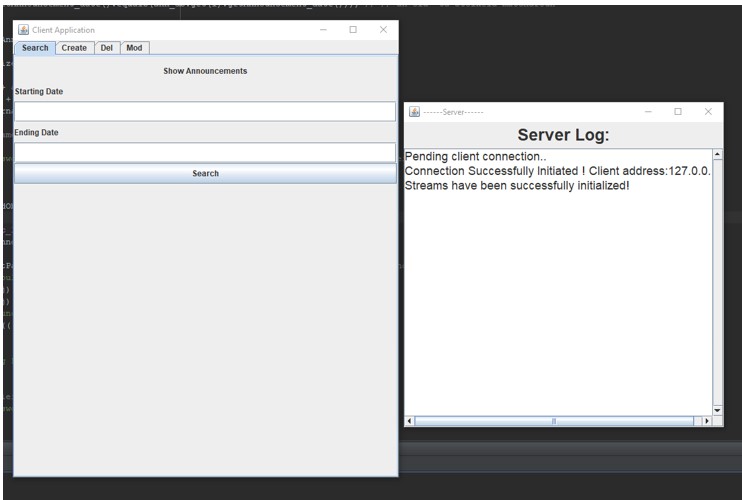 Client Application
Search Create Del Mod
Show Announcements
Starting Date
Ending Date
Search
------Server------
Server Log:
Pending client connection..
Connection Successfully Initiated ! Client address:127.0.0.
Streams have been successfully initialized!